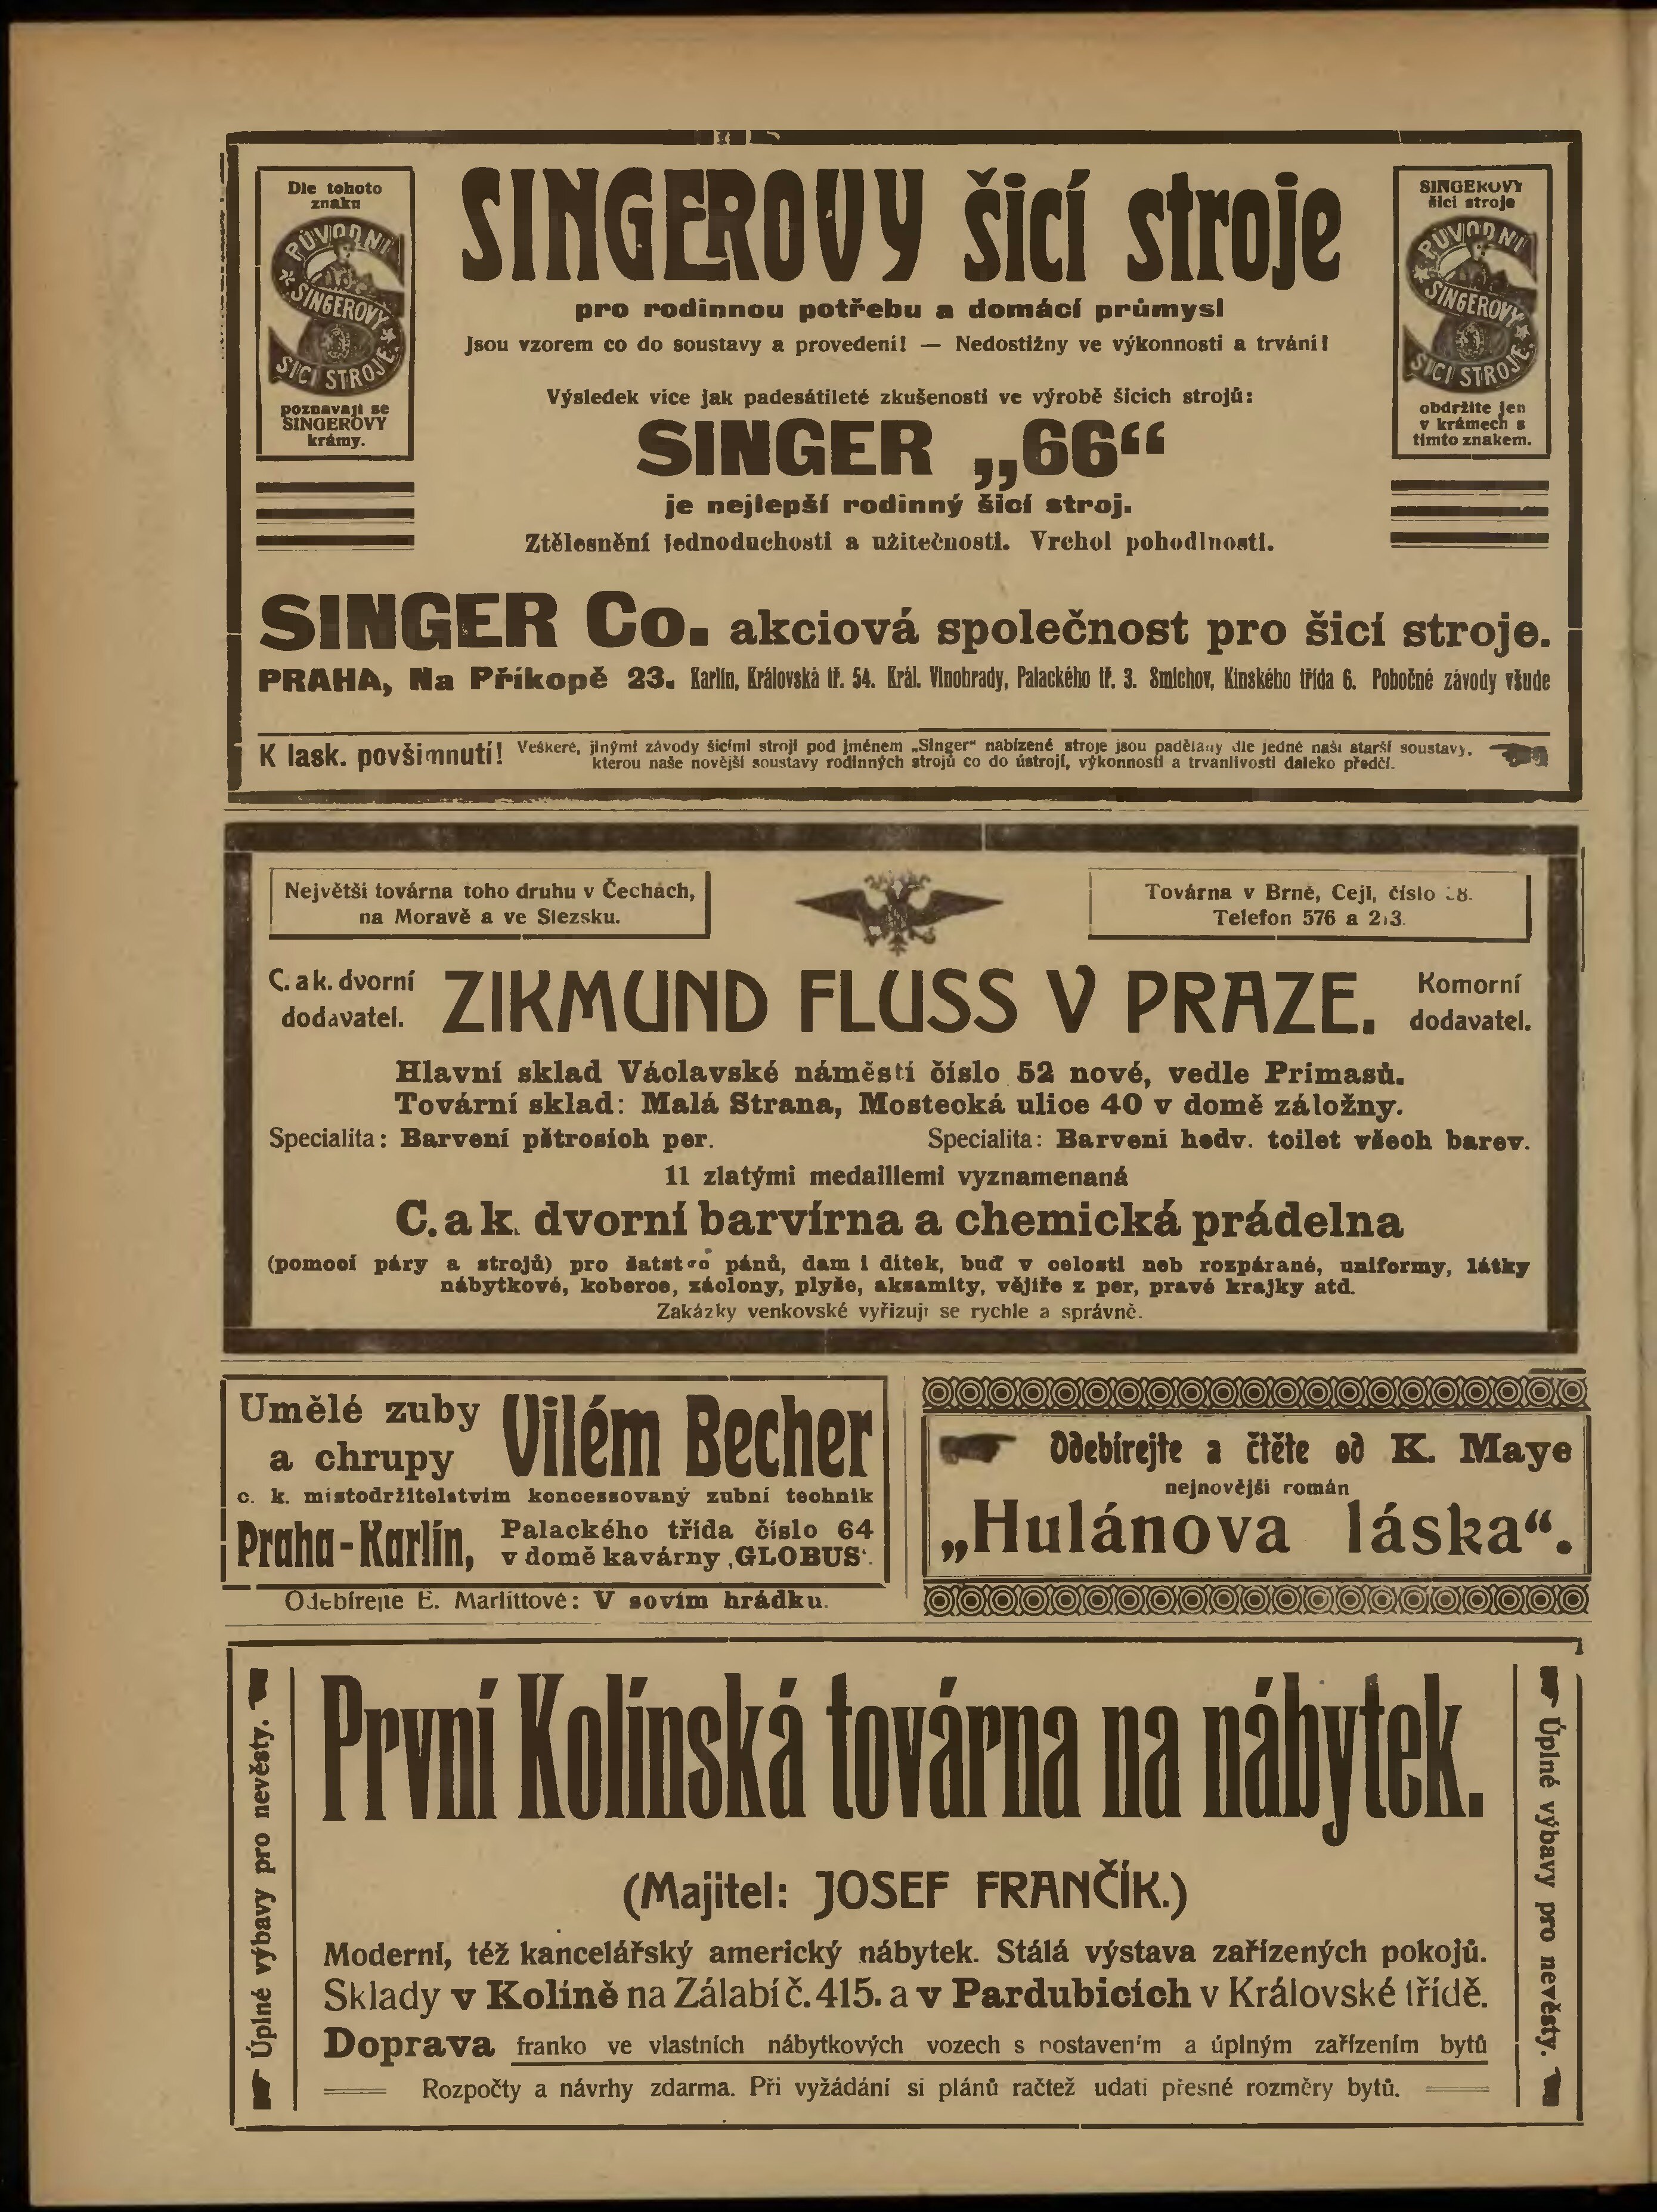 Dle tohoto
znaku
PŮVODNÍ
SINGEROVY
ŠICÍ STROJE
poznavají se
SINGEROVY
krámy.
SINGEROVY šicí stroje
pro rodinnou potřebu a domácí průmysl
Jsou vzorem co do soustavy a provedení! — Nedostižny ve výkonnosti a trvání!
Výsledek více jak padesátileté zkušenosti ve výrobě šicích strojů:
SINGER „66“
je nejlepší rodinný šicí stroj.
Ztělesnění jednoduchosti a užitečnosti. Vrchol pohodlnosti.
SINGEROVY
šicí stroje
PŮVODNÍ
SINGEROVY
ŠICÍ STROJE
obdržíte jen
v krámech s
tímto znakem.
SINGER Co. akciová společnost pro šicí stroje.
PRAHA, Na Příkopě 23. Karlín, Královská tř. 54. Král. Vinohrady, Palackého tř. 3. Smíchov, Kinského třída 6. Pobočné závody všude
K lask. povšimnutí! Veškeré, jinými závody šicími stroji pod jménem „Singer“ nabízené stroje jsou padělány dle jedné naší starší soustavy,
kterou naše novější soustavy rodinných strojů co do ústrojí, výkonnosti a trvanlivosti daleko předčí.
Největší továrna toho druhu v Čechách,
na Moravě a ve Slezsku.
Továrna v Brně, Cejl, číslo
Telefon 576 a
C. a k. dvorní
dodavatel.
ZIKMUND FLUSS V PRAZE.
Komorní
dodavatel.
Hlavní sklad Václavské náměstí číslo 52 nové, vedle Primasů.
Tovární sklad: Malá Strana, Mostecká ulice 40 v domě záložny.
Specialita: Barvení pštrosích per. Specialita: Barvení hedv. toilet všech barev.
11 zlatými medaillemi vyznamenaná
C. a k. dvorní barvírna a chemická prádelna
(pomocí páry a strojů) pro šatstvo pánů, dam i dítek, buď v celosti neb rozpárané, uniformy, látky
nábytkové, koberce, záclony, plyše, aksamity, vějíře z per, pravé krajky atd.
Zakázky venkovské vyřizují se rychle a správně.
Umělé zuby
a chrupy
Vilém Becher
c. k. místodržitelstvím koncessovaný zubní technik
Praha-Karlín,
Palackého třída číslo 64
v domě kavárny ‚GLOBUS‘.
Odebírejte E. Marlittové: V sovím hrádku.
Odebírejte a čtěte od K. Maye
nejnovější román
„Hulánova láska“.
Úplné výbavy pro nevěsty.
První Kolínská továrna na nábytek.
(Majitel: JOSEF FRANČÍK.)
Moderní, též kancelářský americký nábytek. Stálá výstava zařízených pokojů.
Sklady v Kolíně na Zálabí č. 415. a v Pardubicích v Královské třídě.
Doprava franko ve vlastních nábytkových vozech s postavením a úplným zařízením bytů
Rozpočty a návrhy zdarma. Při vyžádání si plánů račtež udati přesné rozměry bytů.
Úplné výbavy pro nevěsty.